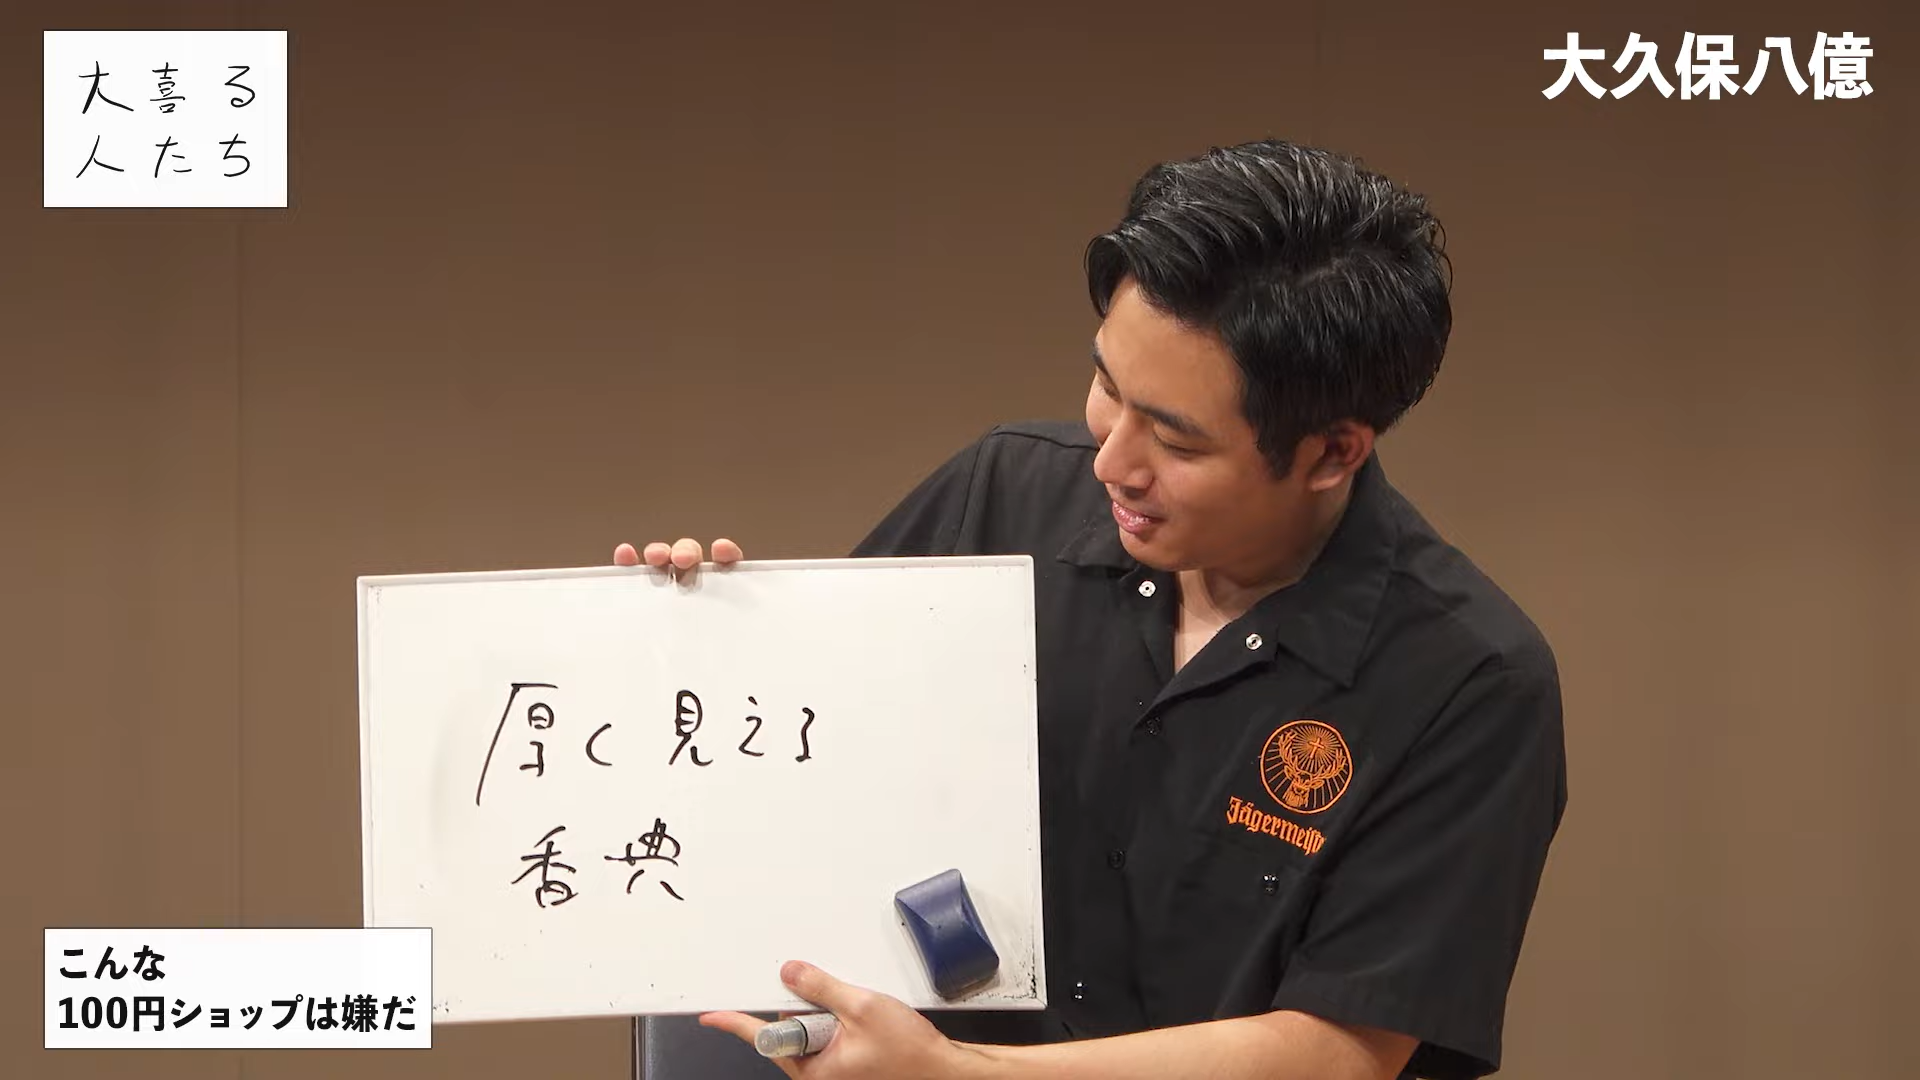 大喜る
人たち
大久保八億
厚く見える
香典
Jägermeister
こんな
100円ショップは嫌だ